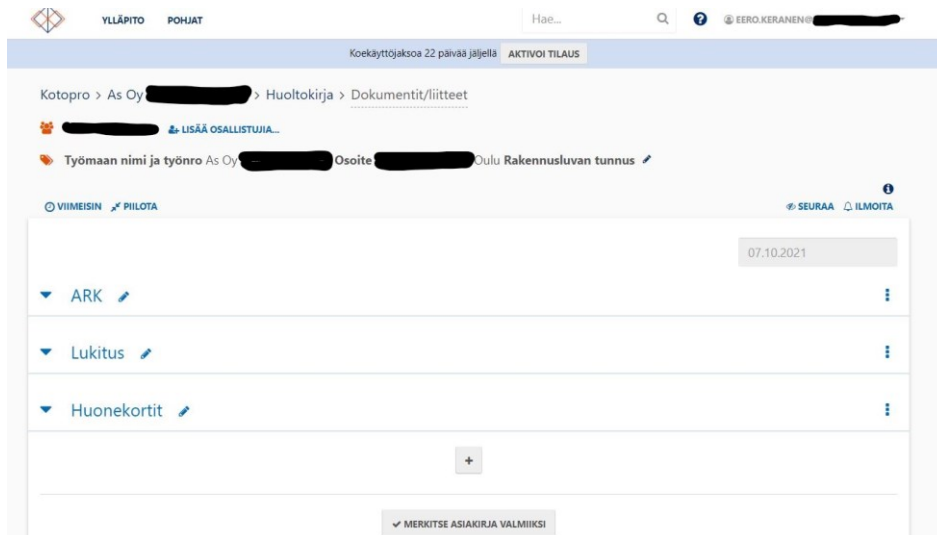 YLLÄPITO POHJAT Hae... EERO.KERANEN@
Koekäyttöjaksoa 22 päivää jäljellä AKTIVOI TILAUS
Kotopro > As Oy > Huoltokirja > Dokumentit/liitteet
LISÄÄ OSALLISTUJIA...
Työmaan nimi ja työnro As Oy Osoite Oulu Rakennusluvan tunnus
VIIMEISIN PIILOTA SEURAA ILMOITA
07.10.2021
ARK
Lukitus
Huonekortit
+
MERKITSE ASIAKIRJA VALMIIKSI